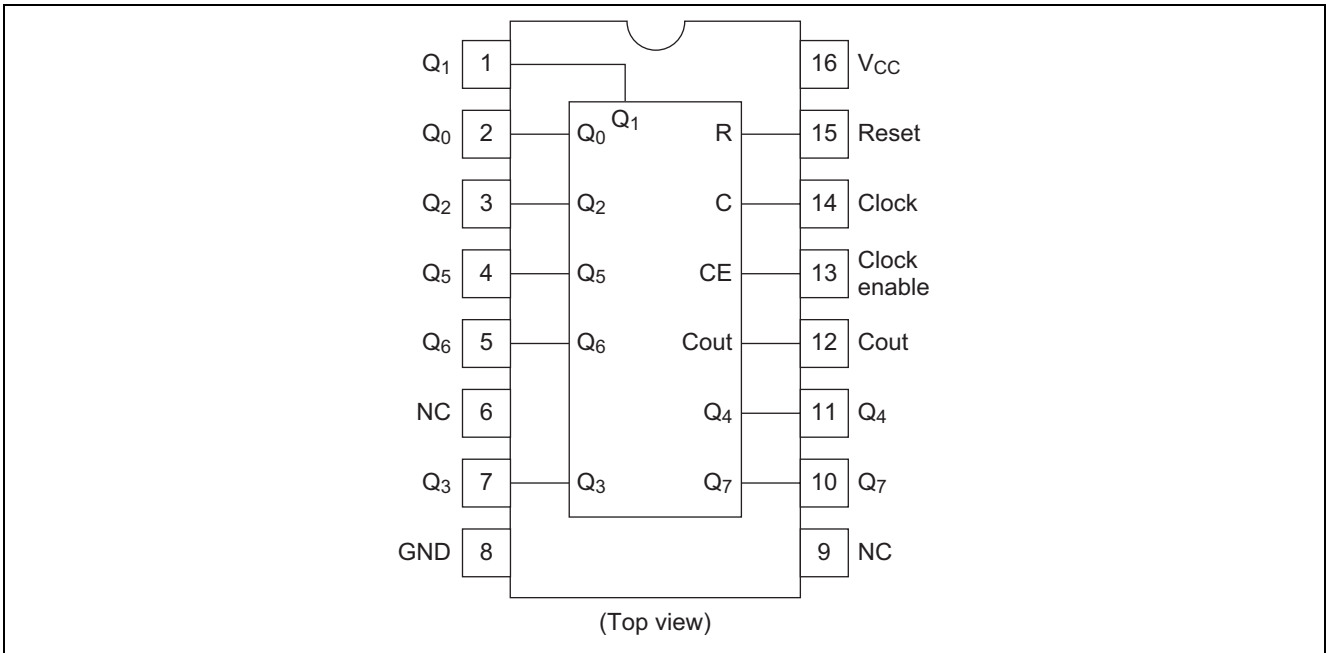 Q1 1 16 VCC
Q1
Q0 2 Q0 R 15 Reset
Q2 3 Q2 C 14 Clock
Q5 4 Q5 CE 13 Clock
enable
Q6 5 Q6 Cout 12 Cout
NC 6 Q4 11 Q4
Q3 7 Q3 Q7 10 Q7
GND 8 9 NC
(Top view)